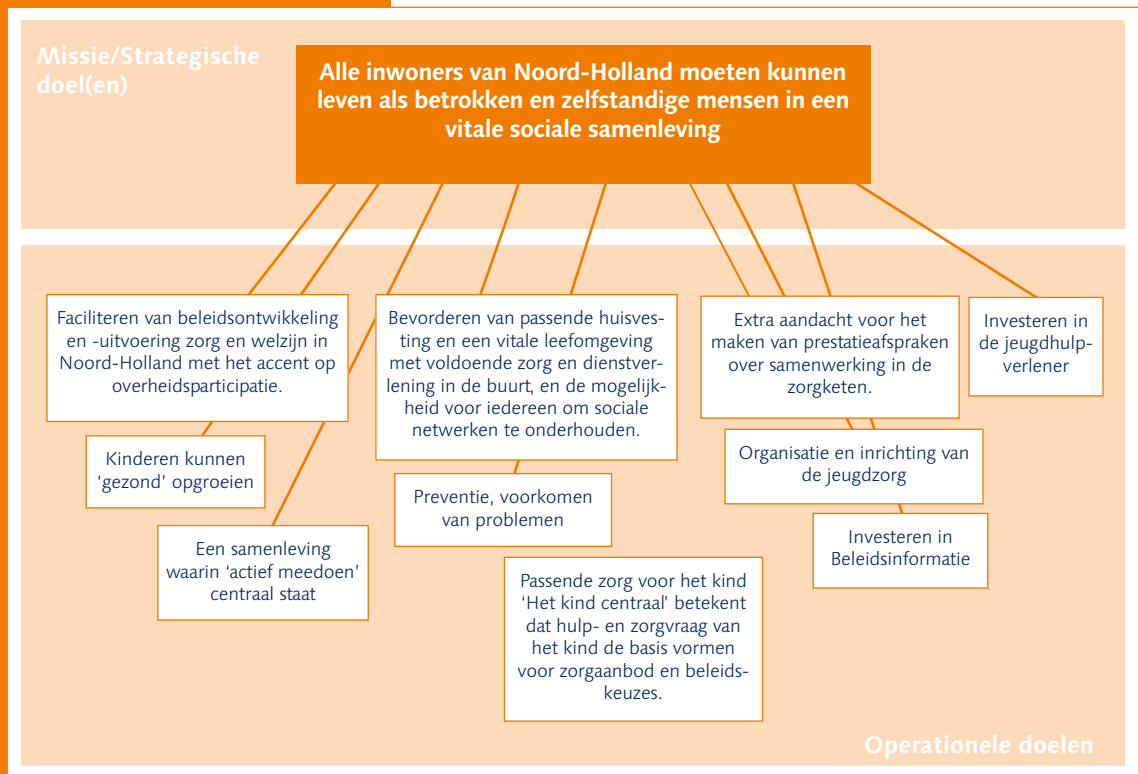 Missie/Strategische
doel(en)
Alle inwoners van Noord-Holland moeten kunnen
leven als betrokken en zelfstandige mensen in een
vitale sociale samenleving
Faciliteren van beleidsontwikkeling
en -uitvoering zorg en welzijn in
Noord-Holland met het accent op
overheidsparticipatie.
Bevorderen van passende huisves-
ting en een vitale leefomgeving
met voldoende zorg en dienstver-
lening in de buurt, en de mogelijk-
heid voor iedereen om sociale
netwerken te onderhouden.
Extra aandacht voor het
maken van prestatieafspraken
over samenwerking in de
zorgketen.
Investeren in
de jeugdhulp-
verlener
Kinderen kunnen
‘gezond’ opgroeien
Preventie, voorkomen
van problemen
Organisatie en inrichting van
de jeugdzorg
Een samenleving
waarin ‘actief meedoen’
centraal staat
Investeren in
Beleidsinformatie
Passende zorg voor het kind
‘Het kind centraal’ betekent
dat hulp- en zorgvraag van
het kind de basis vormen
voor zorgaanbod en beleids-
keuzes.
Operationele doelen